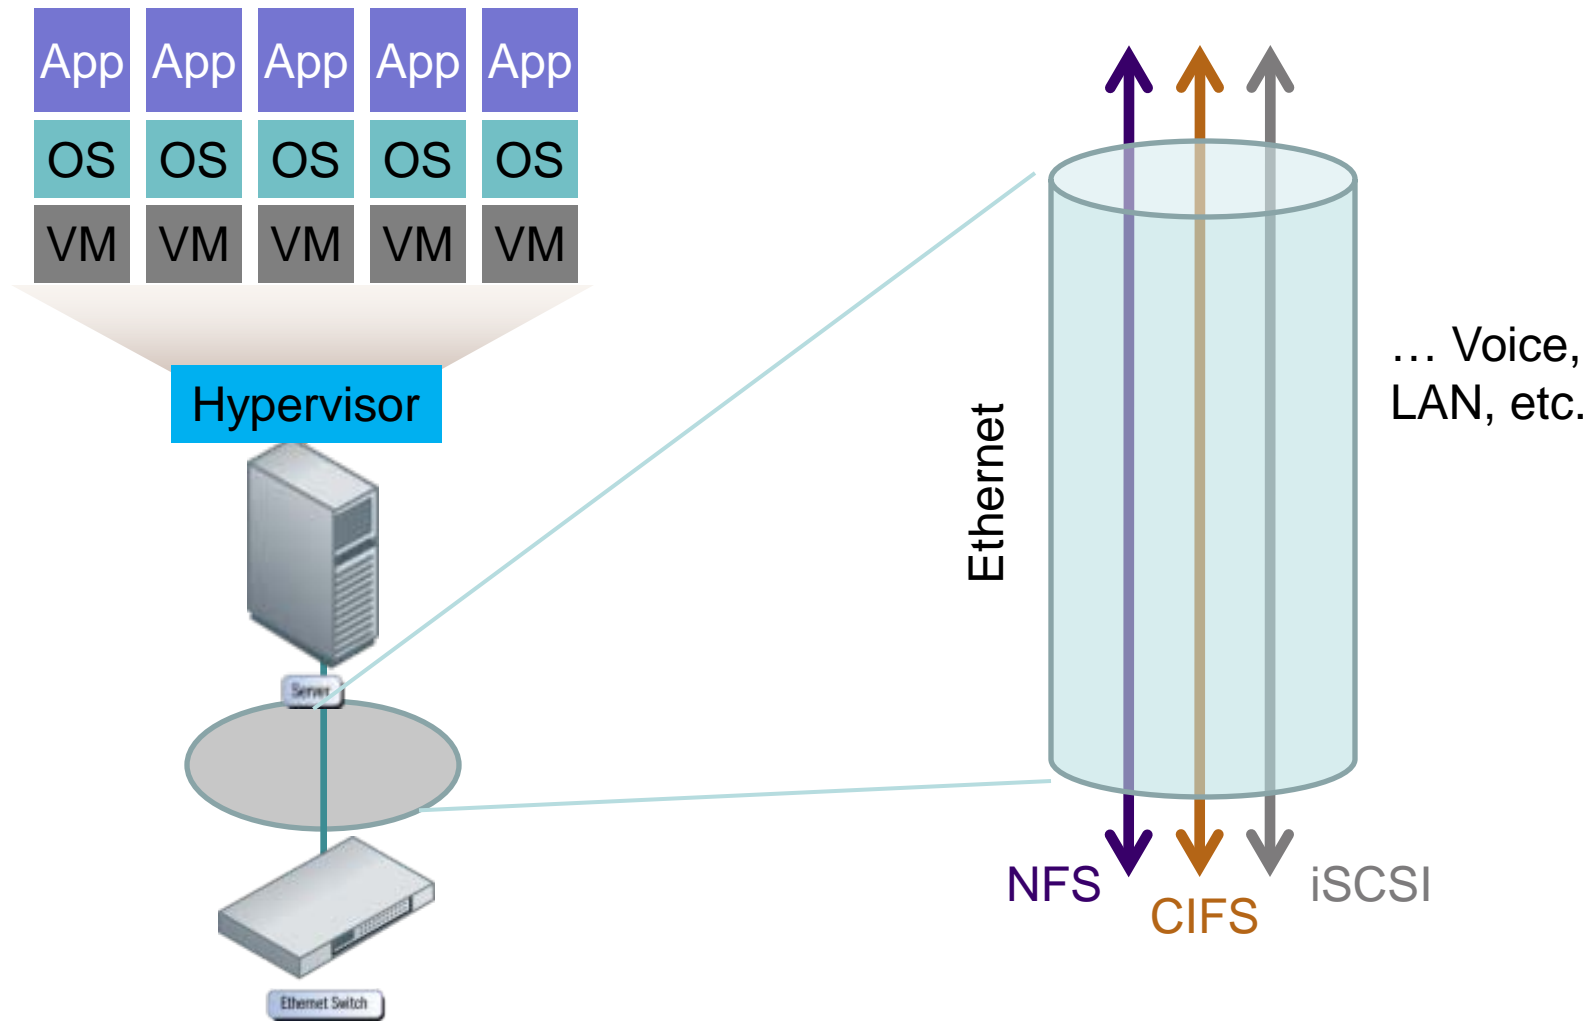 App App App App App
OS OS OS OS OS
VM VM VM VM VM
Hypervisor
Server
Ethernet Switch
Ethernet
… Voice,
LAN, etc.
NFS
CIFS
iSCSI